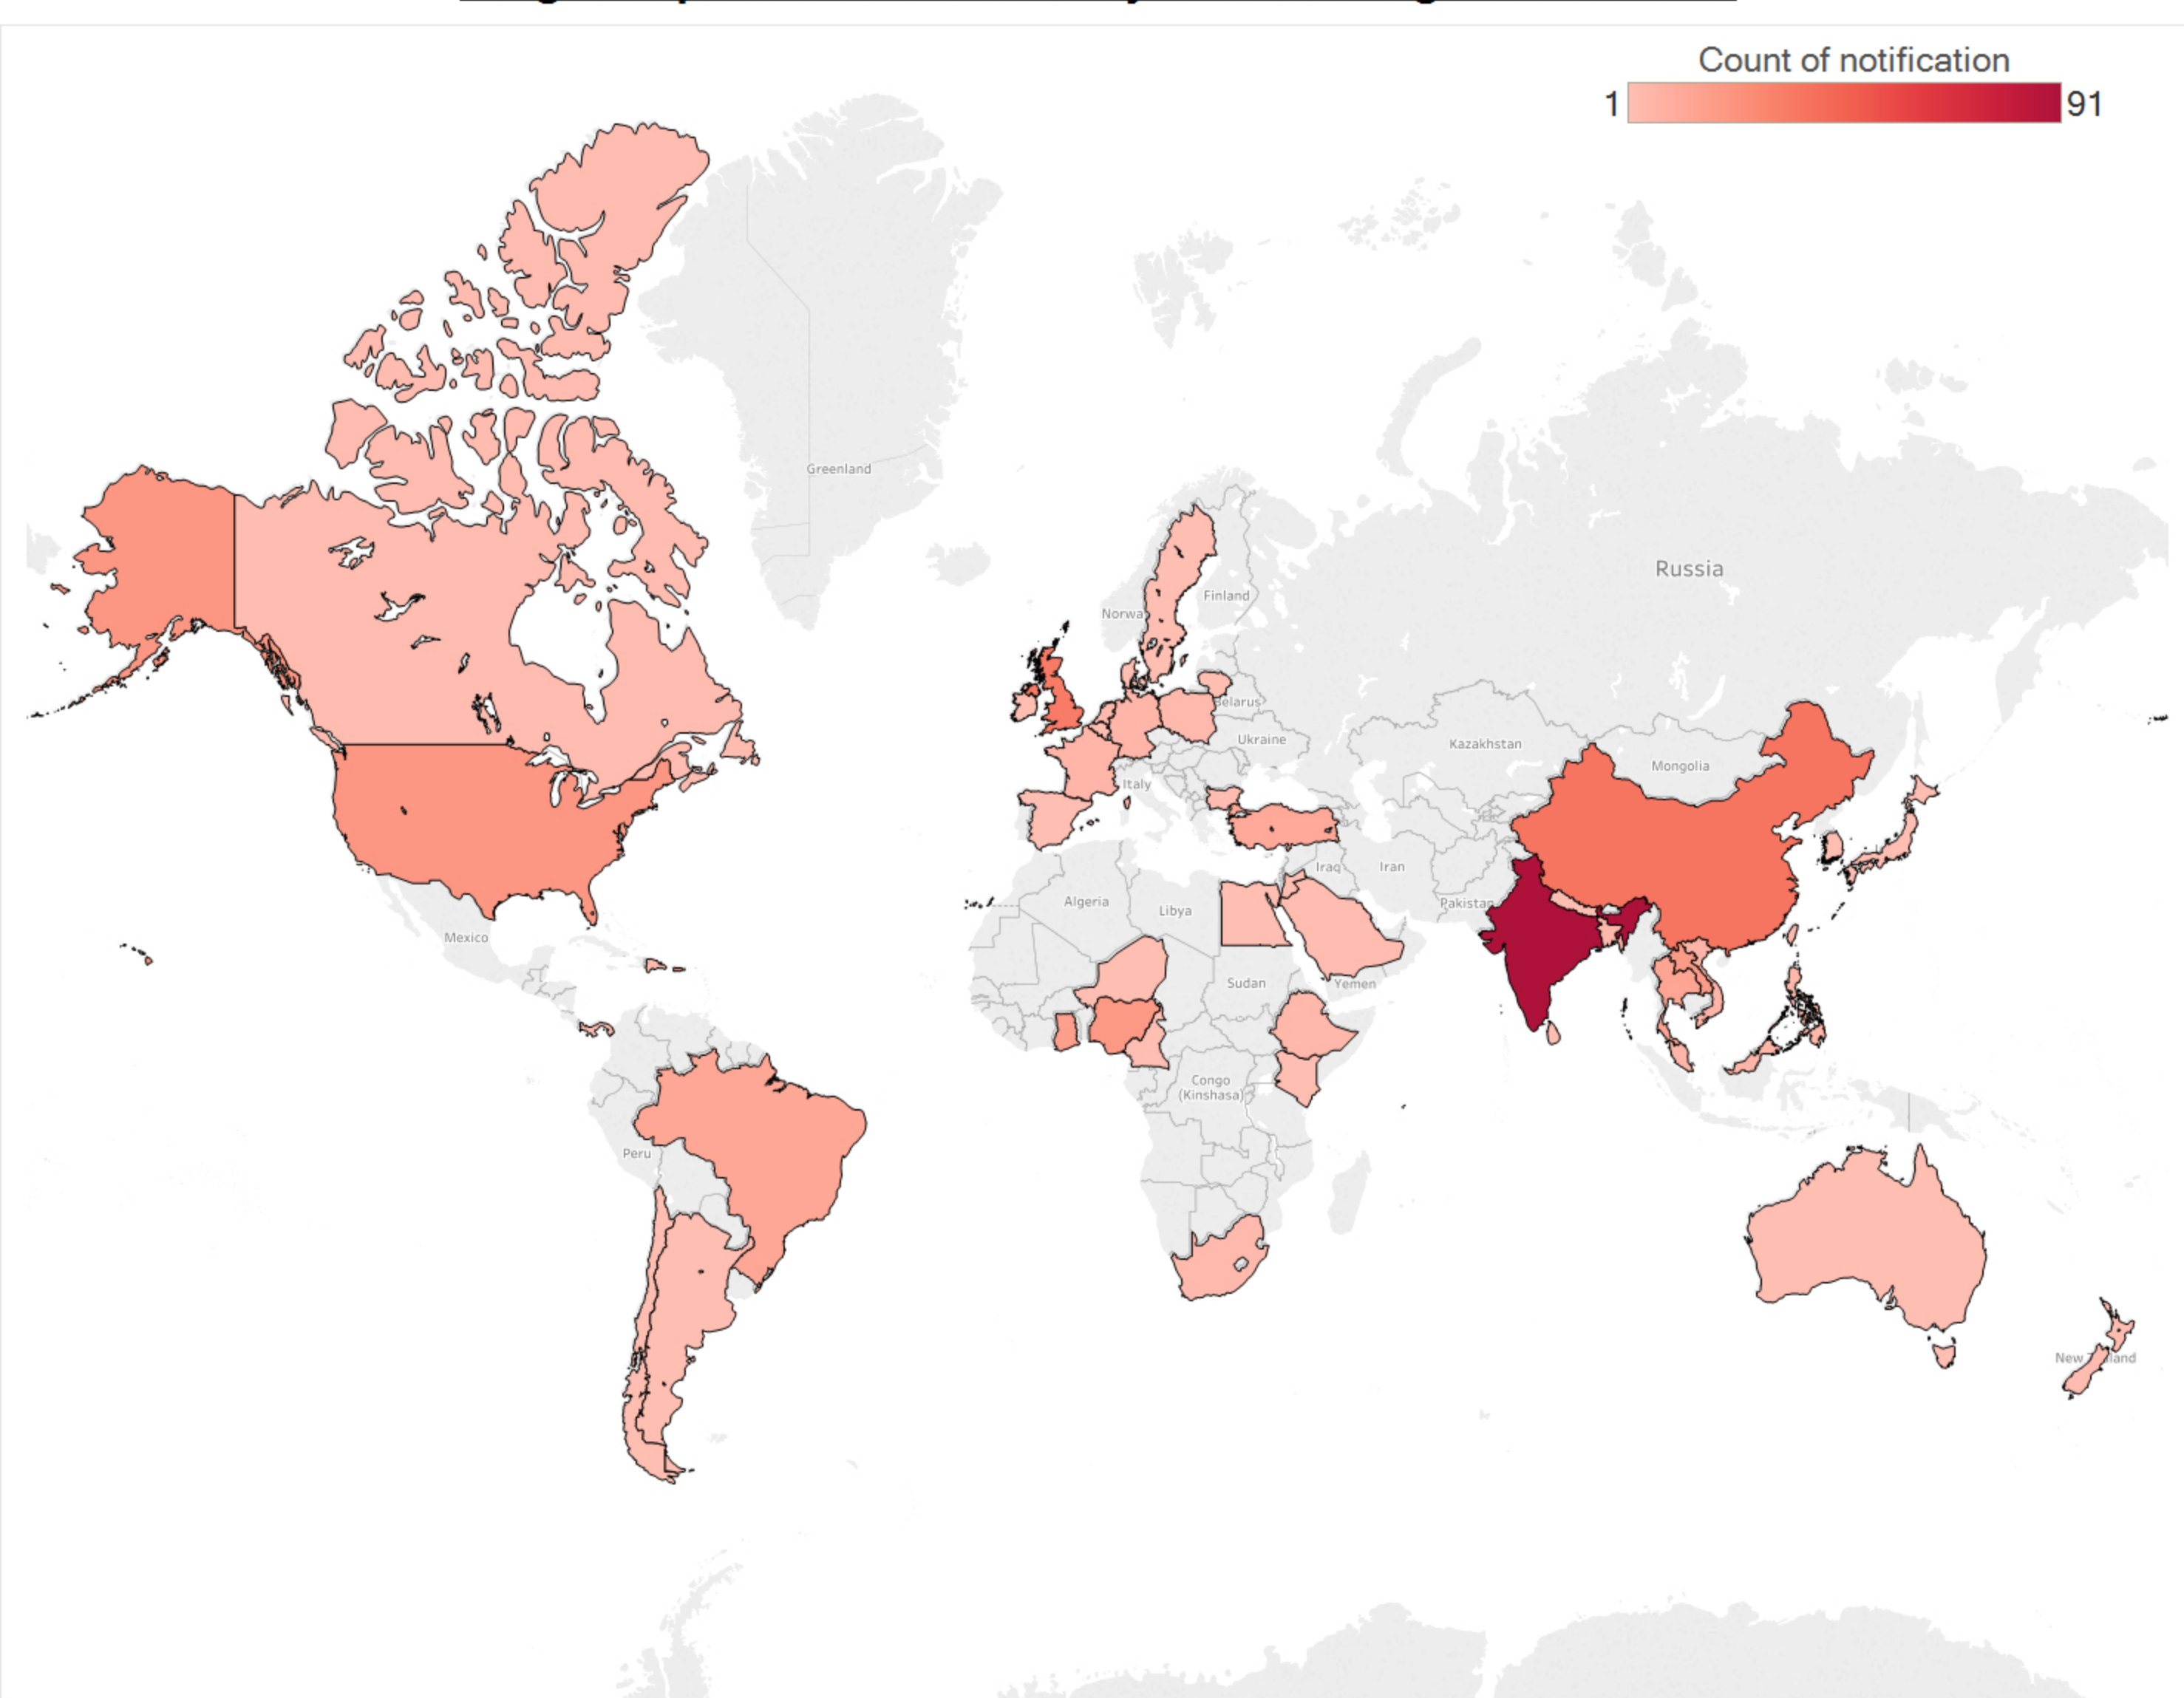 Count of notification
1 91
Greenland
Russia
Norwa
Finland
Belarus
Ukraine
Kazakhstan
Mongolia
Italy
Iraq
Iran
Algeria
Libya
Pakistan
Mexico
Sudan
Yemen
Congo
(Kinshasa)
Peru
New Z land